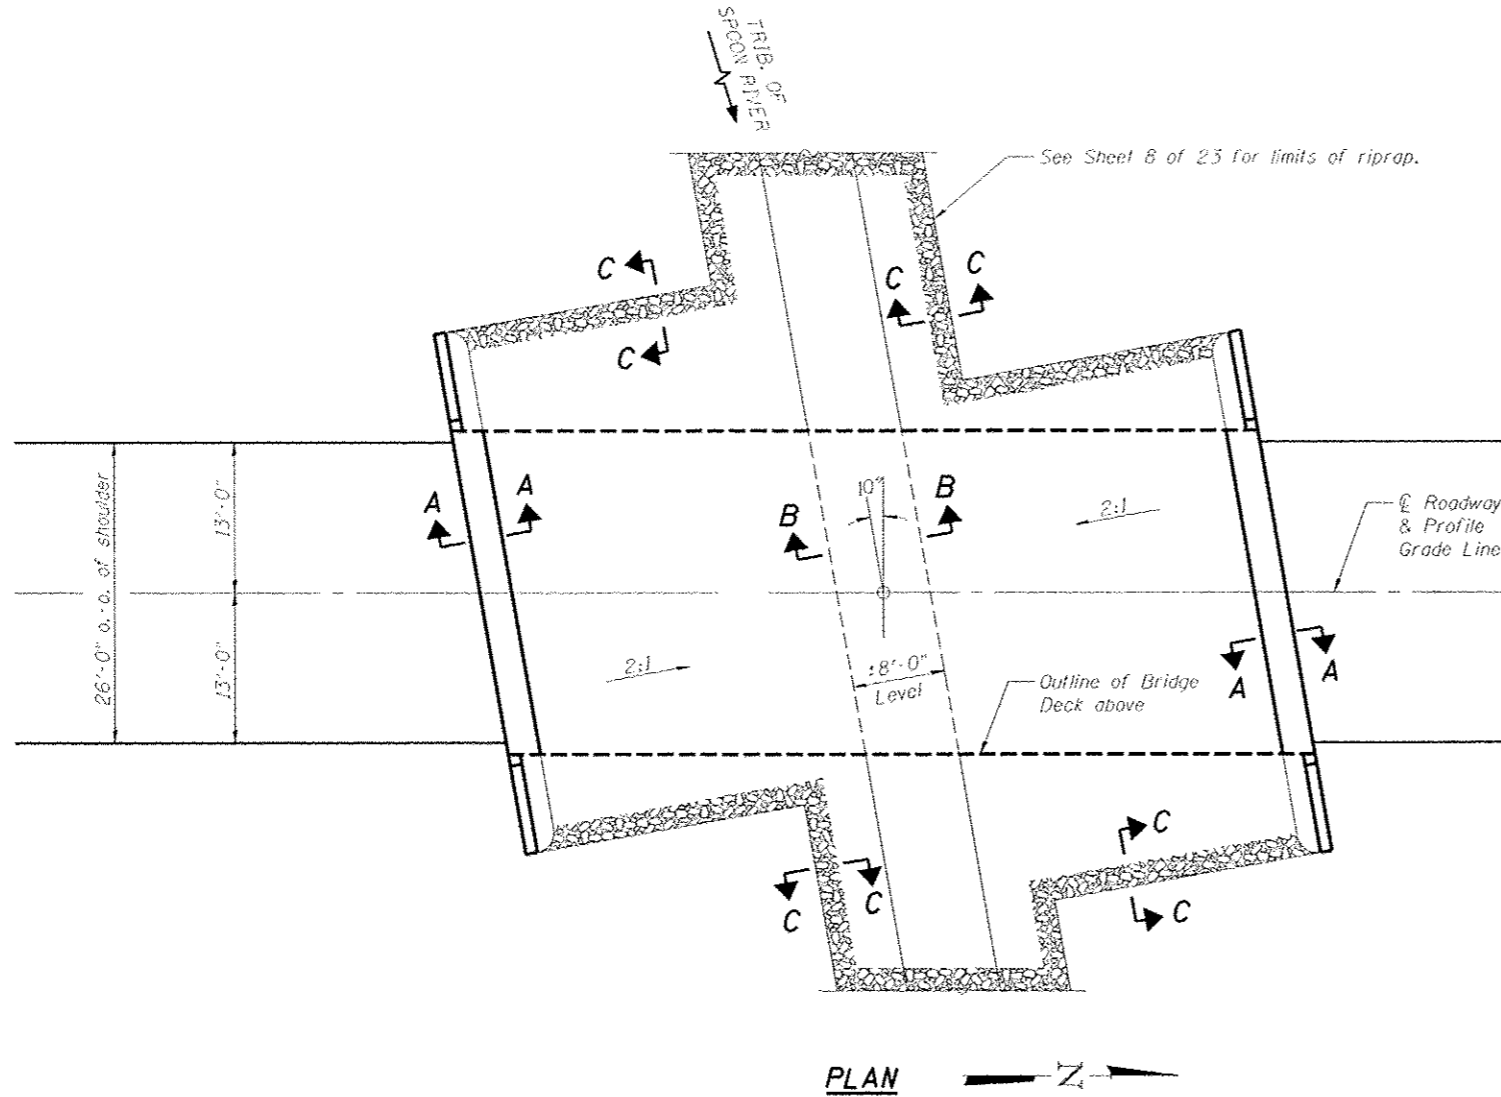 TRIB. OF
SPOON RIVER
See Sheet 8 of 23 for limits of riprap.
C
C
C
C
A
A
B
B
10°
2:1
26'-0" o.-o. of shoulder
13'-0"
13'-0"
℄ Roadway
& Profile
Grade Line
2:1
±8'-0"
Level
Outline of Bridge
Deck above
A
A
C
C
C
C
PLAN
N